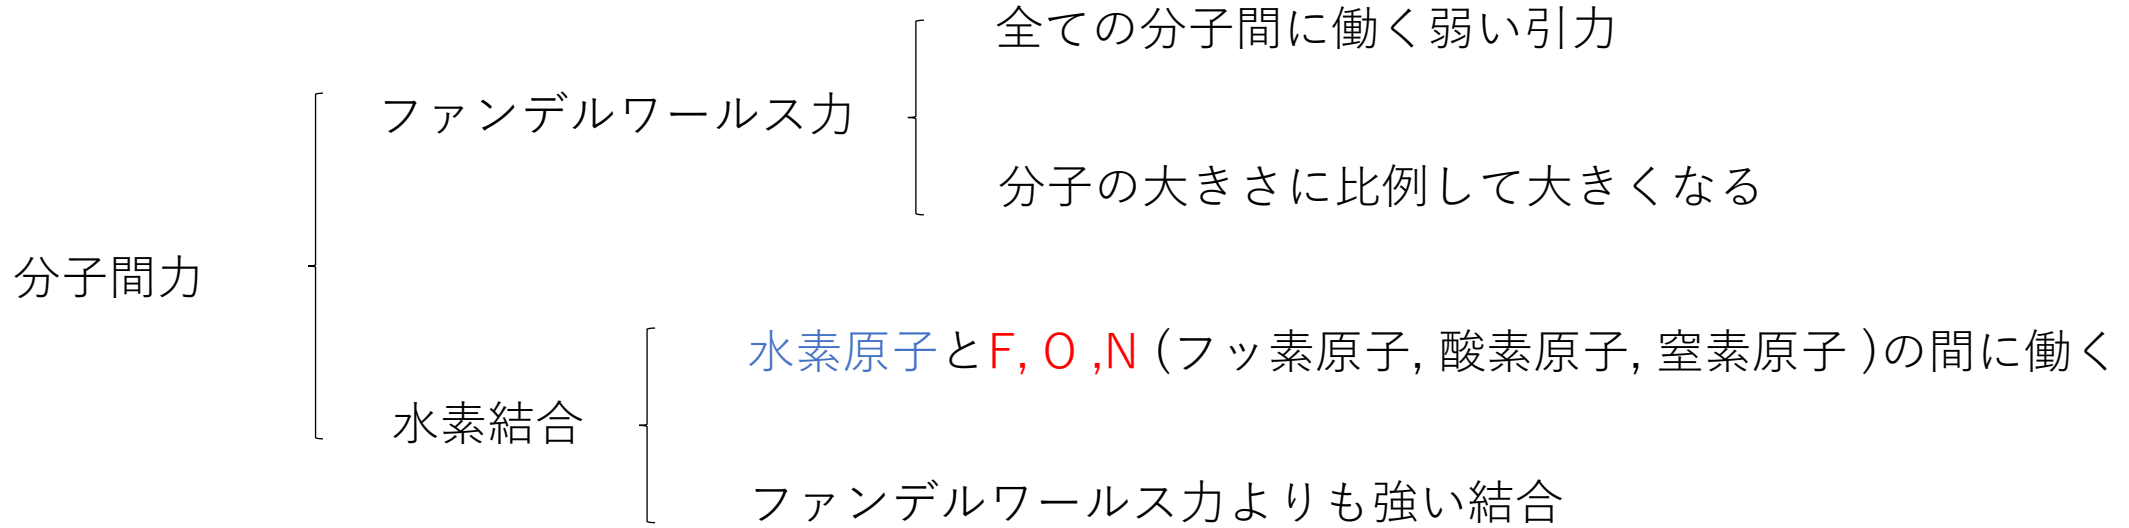 全ての分子間に働く弱い引力
ファンデルワールス力
分子の大きさに比例して大きくなる
分子間力
水素原子とF, O ,N (フッ素原子, 酸素原子, 窒素原子 )の間に働く
水素結合
ファンデルワールス力よりも強い結合